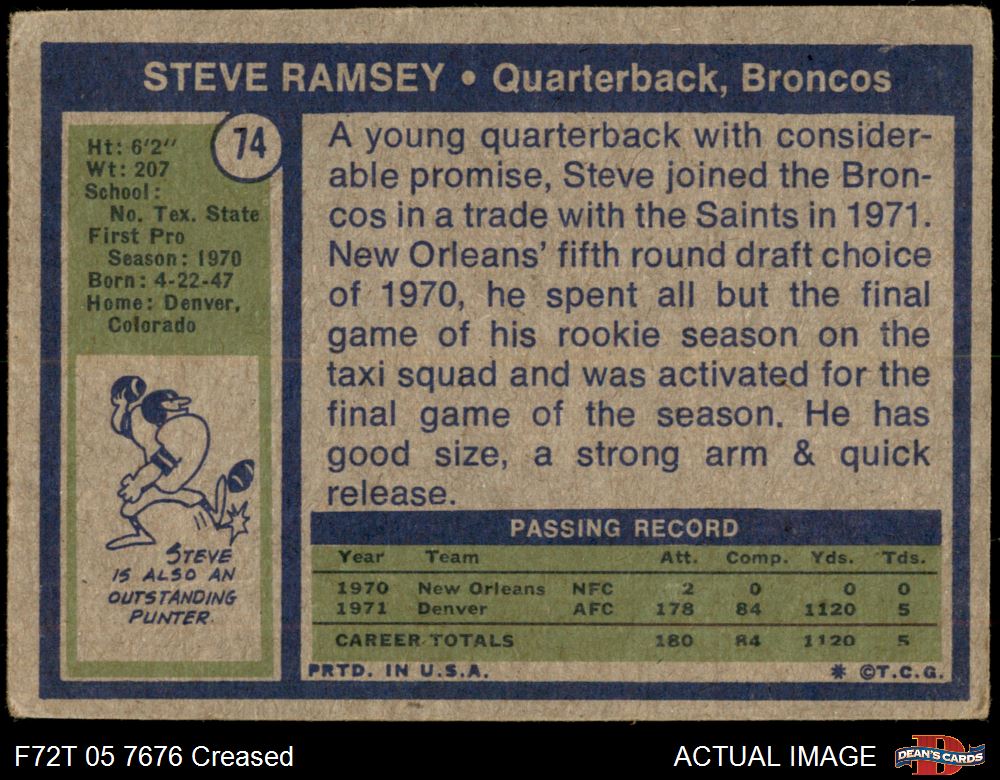 STEVE RAMSEY • Quarterback, Broncos
74
Ht: 6'2"
Wt: 207
School:
No. Tex. State
First Pro
Season: 1970
Born: 4-22-47
Home: Denver,
Colorado
STEVE
IS ALSO AN
OUTSTANDING
PUNTER.
A young quarterback with consider-
able promise, Steve joined the Bron-
cos in a trade with the Saints in 1971.
New Orleans' fifth round draft choice
of 1970, he spent all but the final
game of his rookie season on the
taxi squad and was activated for the
final game of the season. He has
good size, a strong arm & quick
release.
PASSING RECORD
Year Team Att. Comp. Yds. Tds.
1970 New Orleans NFC 2 0 0 0
1971 Denver AFC 178 84 1120 5
CAREER TOTALS 180 84 1120 5
PRTD. IN U.S.A. * ©T.C.G.
F72T 05 7676 Creased ACTUAL IMAGE D DEAN'S CARDS